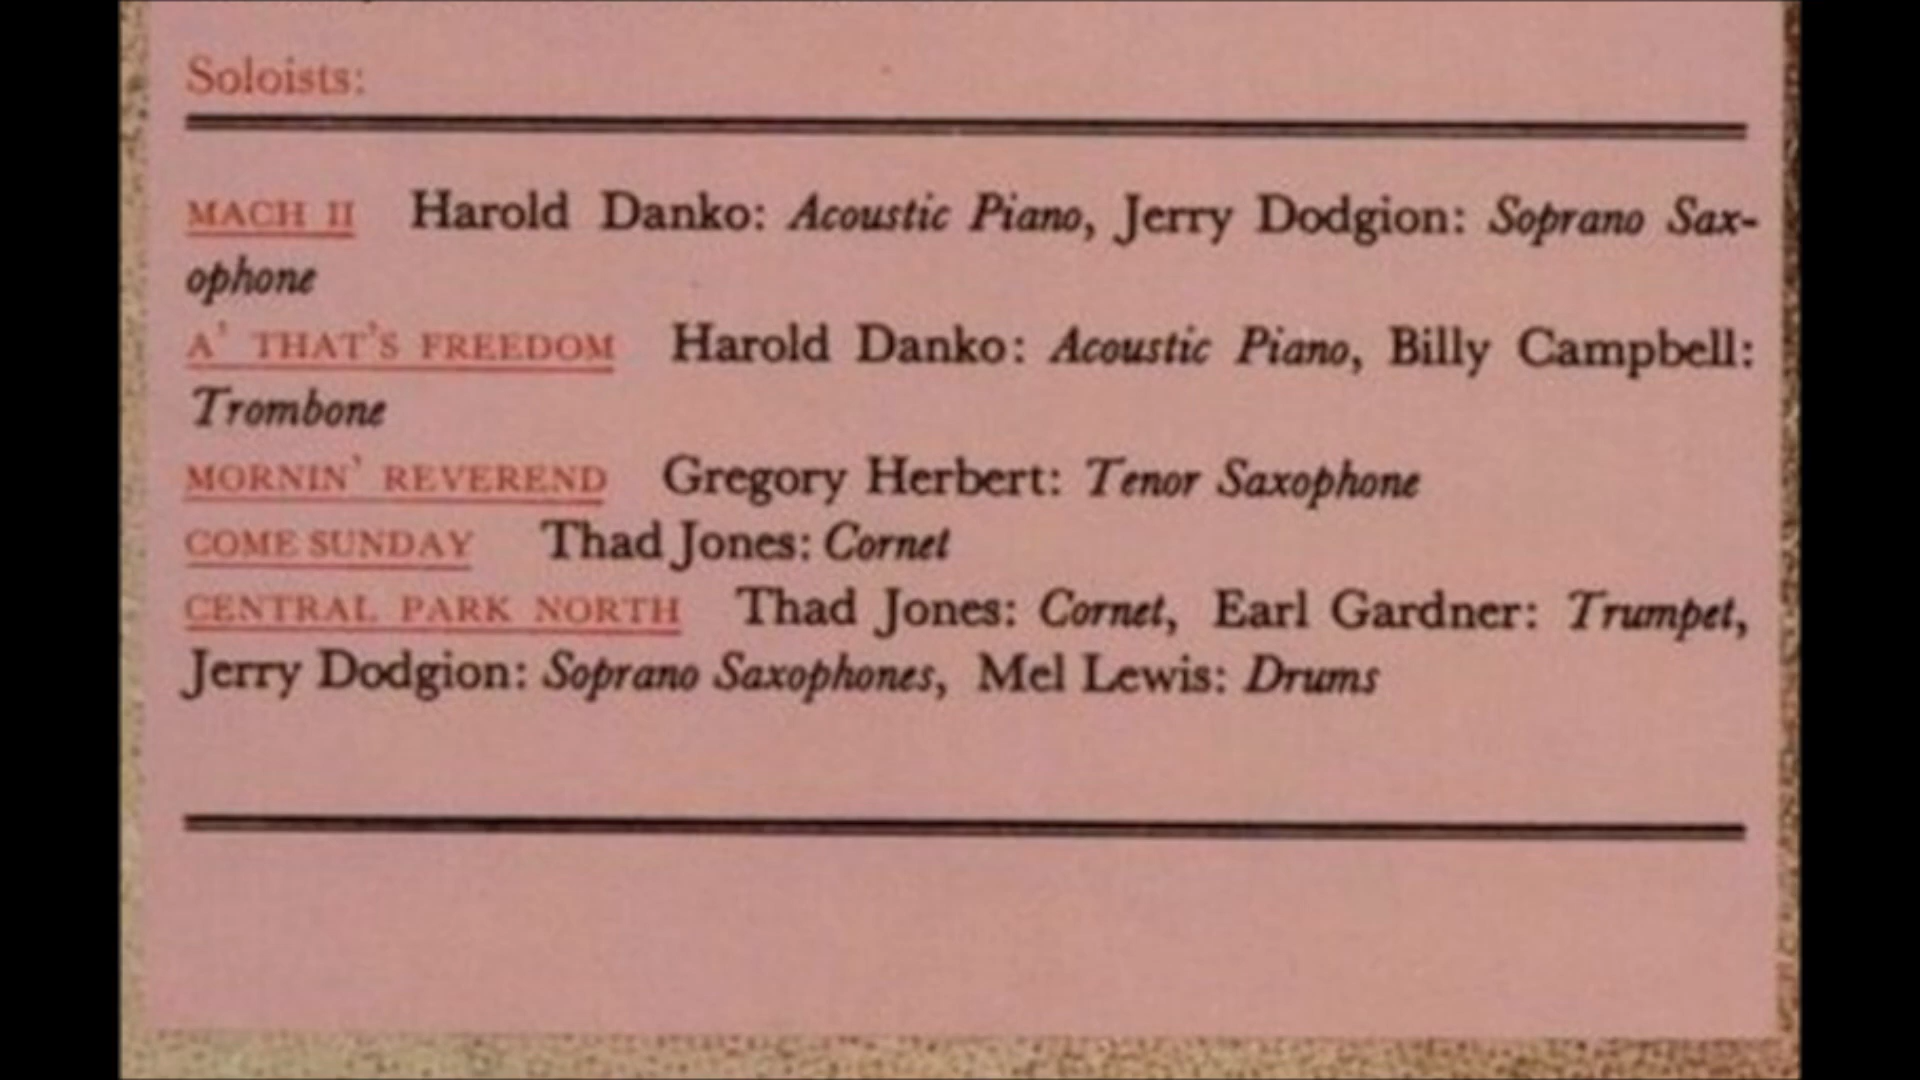 Soloists:
MACH II Harold Danko: Acoustic Piano, Jerry Dodgion: Soprano Sax-
ophone
A' THAT'S FREEDOM Harold Danko: Acoustic Piano, Billy Campbell:
Trombone
MORNIN' REVEREND Gregory Herbert: Tenor Saxophone
COME SUNDAY Thad Jones: Cornet
CENTRAL PARK NORTH Thad Jones: Cornet, Earl Gardner: Trumpet,
Jerry Dodgion: Soprano Saxophones, Mel Lewis: Drums